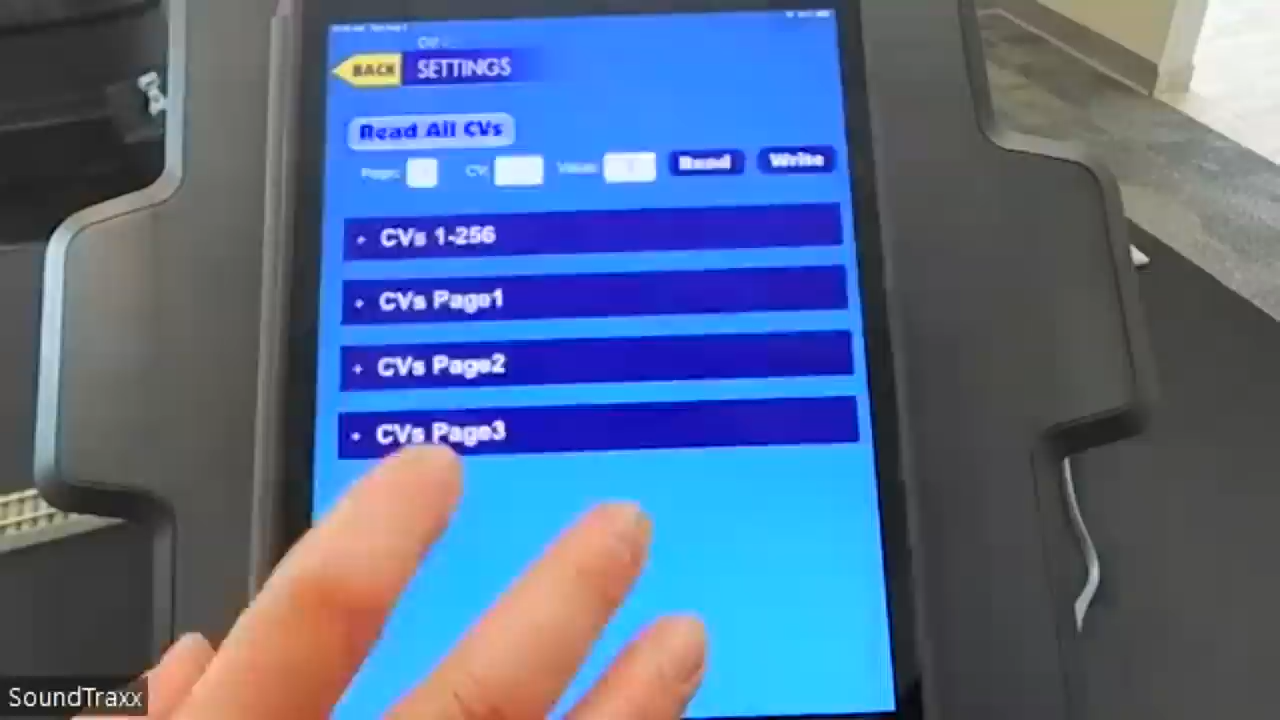 BACK SETTINGS
Read All CVs
Page: CV: Value: Read Write
+ CVs 1-256
+ CVs Page1
+ CVs Page2
+ CVs Page3
SoundTraxx